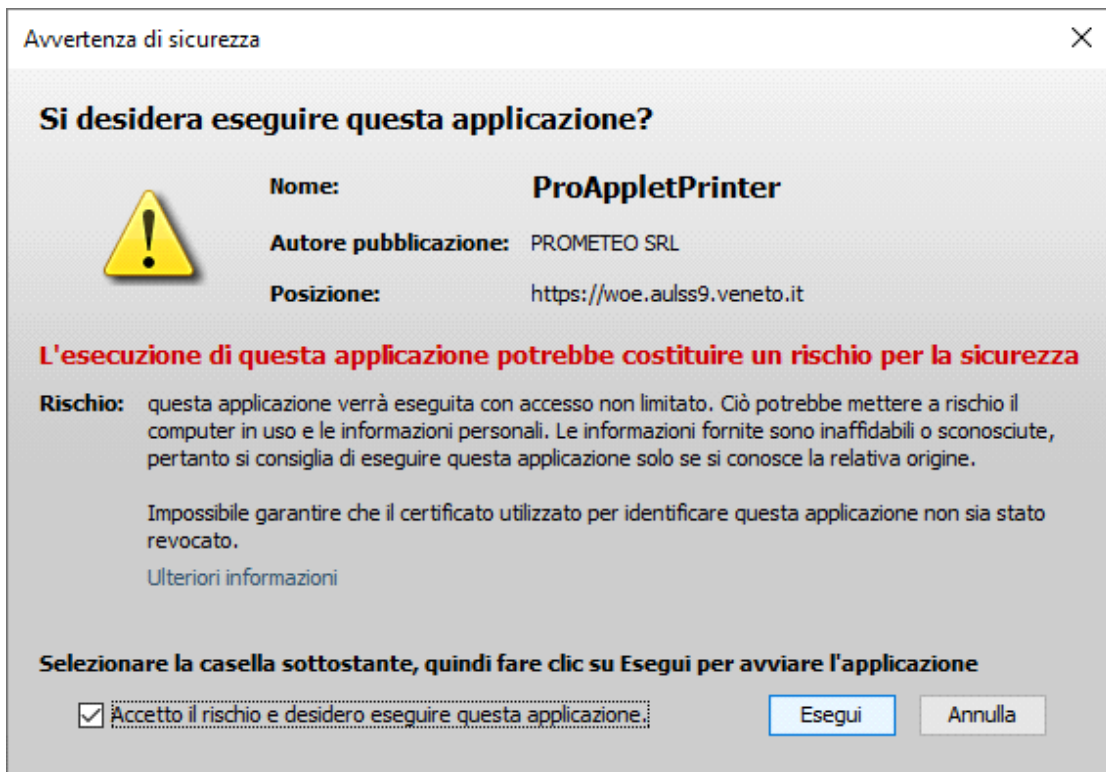 Avvertenza di sicurezza
Si desidera eseguire questa applicazione?
Nome: ProAppletPrinter
Autore pubblicazione: PROMETEO SRL
Posizione: https://woe.aulss9.veneto.it
L'esecuzione di questa applicazione potrebbe costituire un rischio per la sicurezza
Rischio: questa applicazione verrà eseguita con accesso non limitato. Ciò potrebbe mettere a rischio il
computer in uso e le informazioni personali. Le informazioni fornite sono inaffidabili o sconosciute,
pertanto si consiglia di eseguire questa applicazione solo se si conosce la relativa origine.
Impossibile garantire che il certificato utilizzato per identificare questa applicazione non sia stato
revocato.
Ulteriori informazioni
Selezionare la casella sottostante, quindi fare clic su Esegui per avviare l'applicazione
Accetto il rischio e desidero eseguire questa applicazione. Esegui Annulla